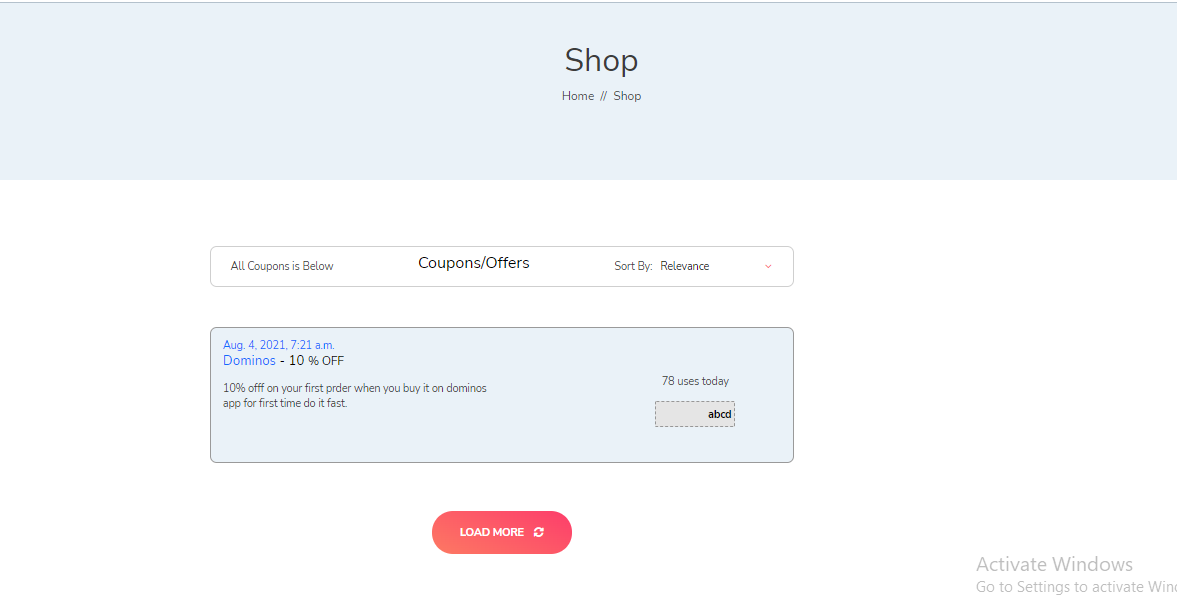 Shop
Home // Shop
All Coupons is Below
Coupons/Offers
Sort By: Relevance
Aug. 4, 2021, 7:21 a.m.
Dominos - 10 % OFF
10% offf on your first prder when you buy it on dominos
app for first time do it fast.
78 uses today
abcd
LOAD MORE
Activate Windows
Go to Settings to activate Win